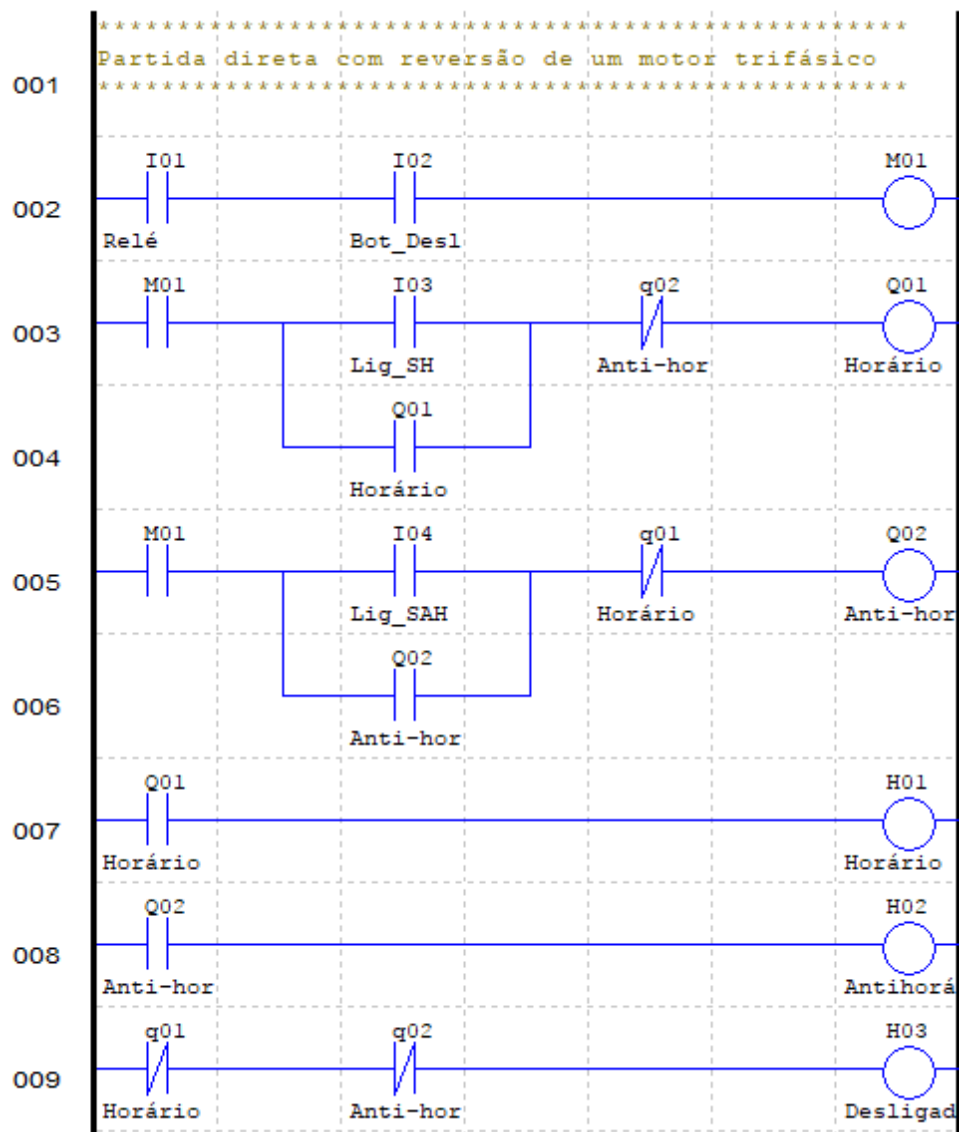 ***************************************************
Partida direta com reversão de um motor trifásico
001
***************************************************
I01 I02 M01
002
Relé Bot_Desl
M01 I03 q02 Q01
003
Lig_SH Anti-hor Horário
Q01
004
Horário
M01 I04 q01 Q02
005
Lig_SAH Horário Anti-hor
Q02
006
Anti-hor
Q01 H01
007
Horário Horário
Q02 H02
008
Anti-hor Antihorá
q01 q02 H03
009
Horário Anti-hor Desligad